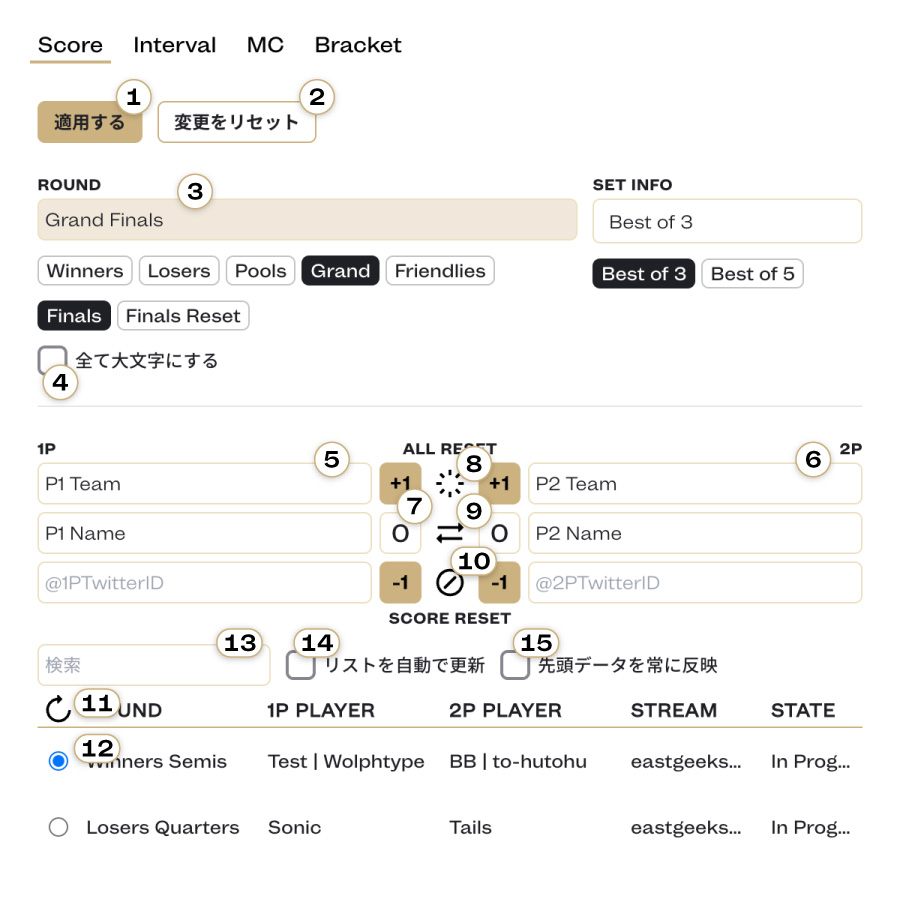 Score Interval MC Bracket
1 2
適用する 変更をリセット
ROUND 3 SET INFO
Grand Finals Best of 3
Winners Losers Pools Grand Friendlies Best of 3 Best of 5
Finals Finals Reset
全て大文字にする
4
1P 5 ALL RESET 6 2P
P1 Team +1 8 +1 P2 Team
7 9
P1 Name 0 0 P2 Name
10
@1PTwitterID -1 -1 @2PTwitterID
SCORE RESET
13 14 15
検索 リストを自動で更新 先頭データを常に反映
11 UND 1P PLAYER 2P PLAYER STREAM STATE
12
Winners Semis Test | Wolphtype BB | to-hutohu eastgeeks... In Prog...
Losers Quarters Sonic Tails eastgeeks... In Prog...